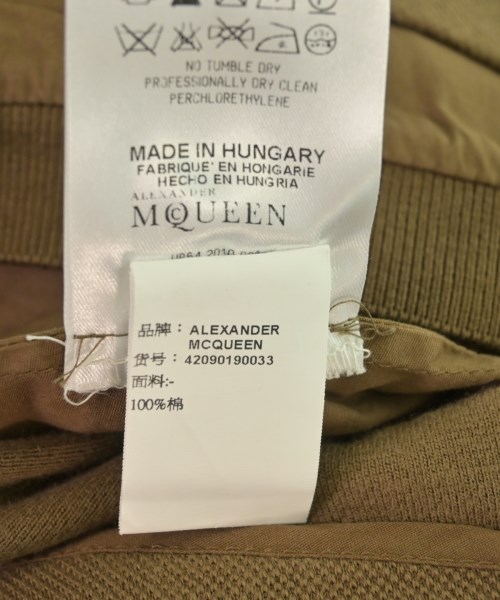 NO TUMBLE DRY
PROFESSIONALLY DRY CLEAN
PERCHLORETHYLENE
MADE IN HUNGARY
FABRIQUE' EN HONGARIE
HECHO EN HUNGRIA
ALEXANDER
McQUEEN
品牌：ALEXANDER
MCQUEEN
货号：42090190033
面料:-
100%棉